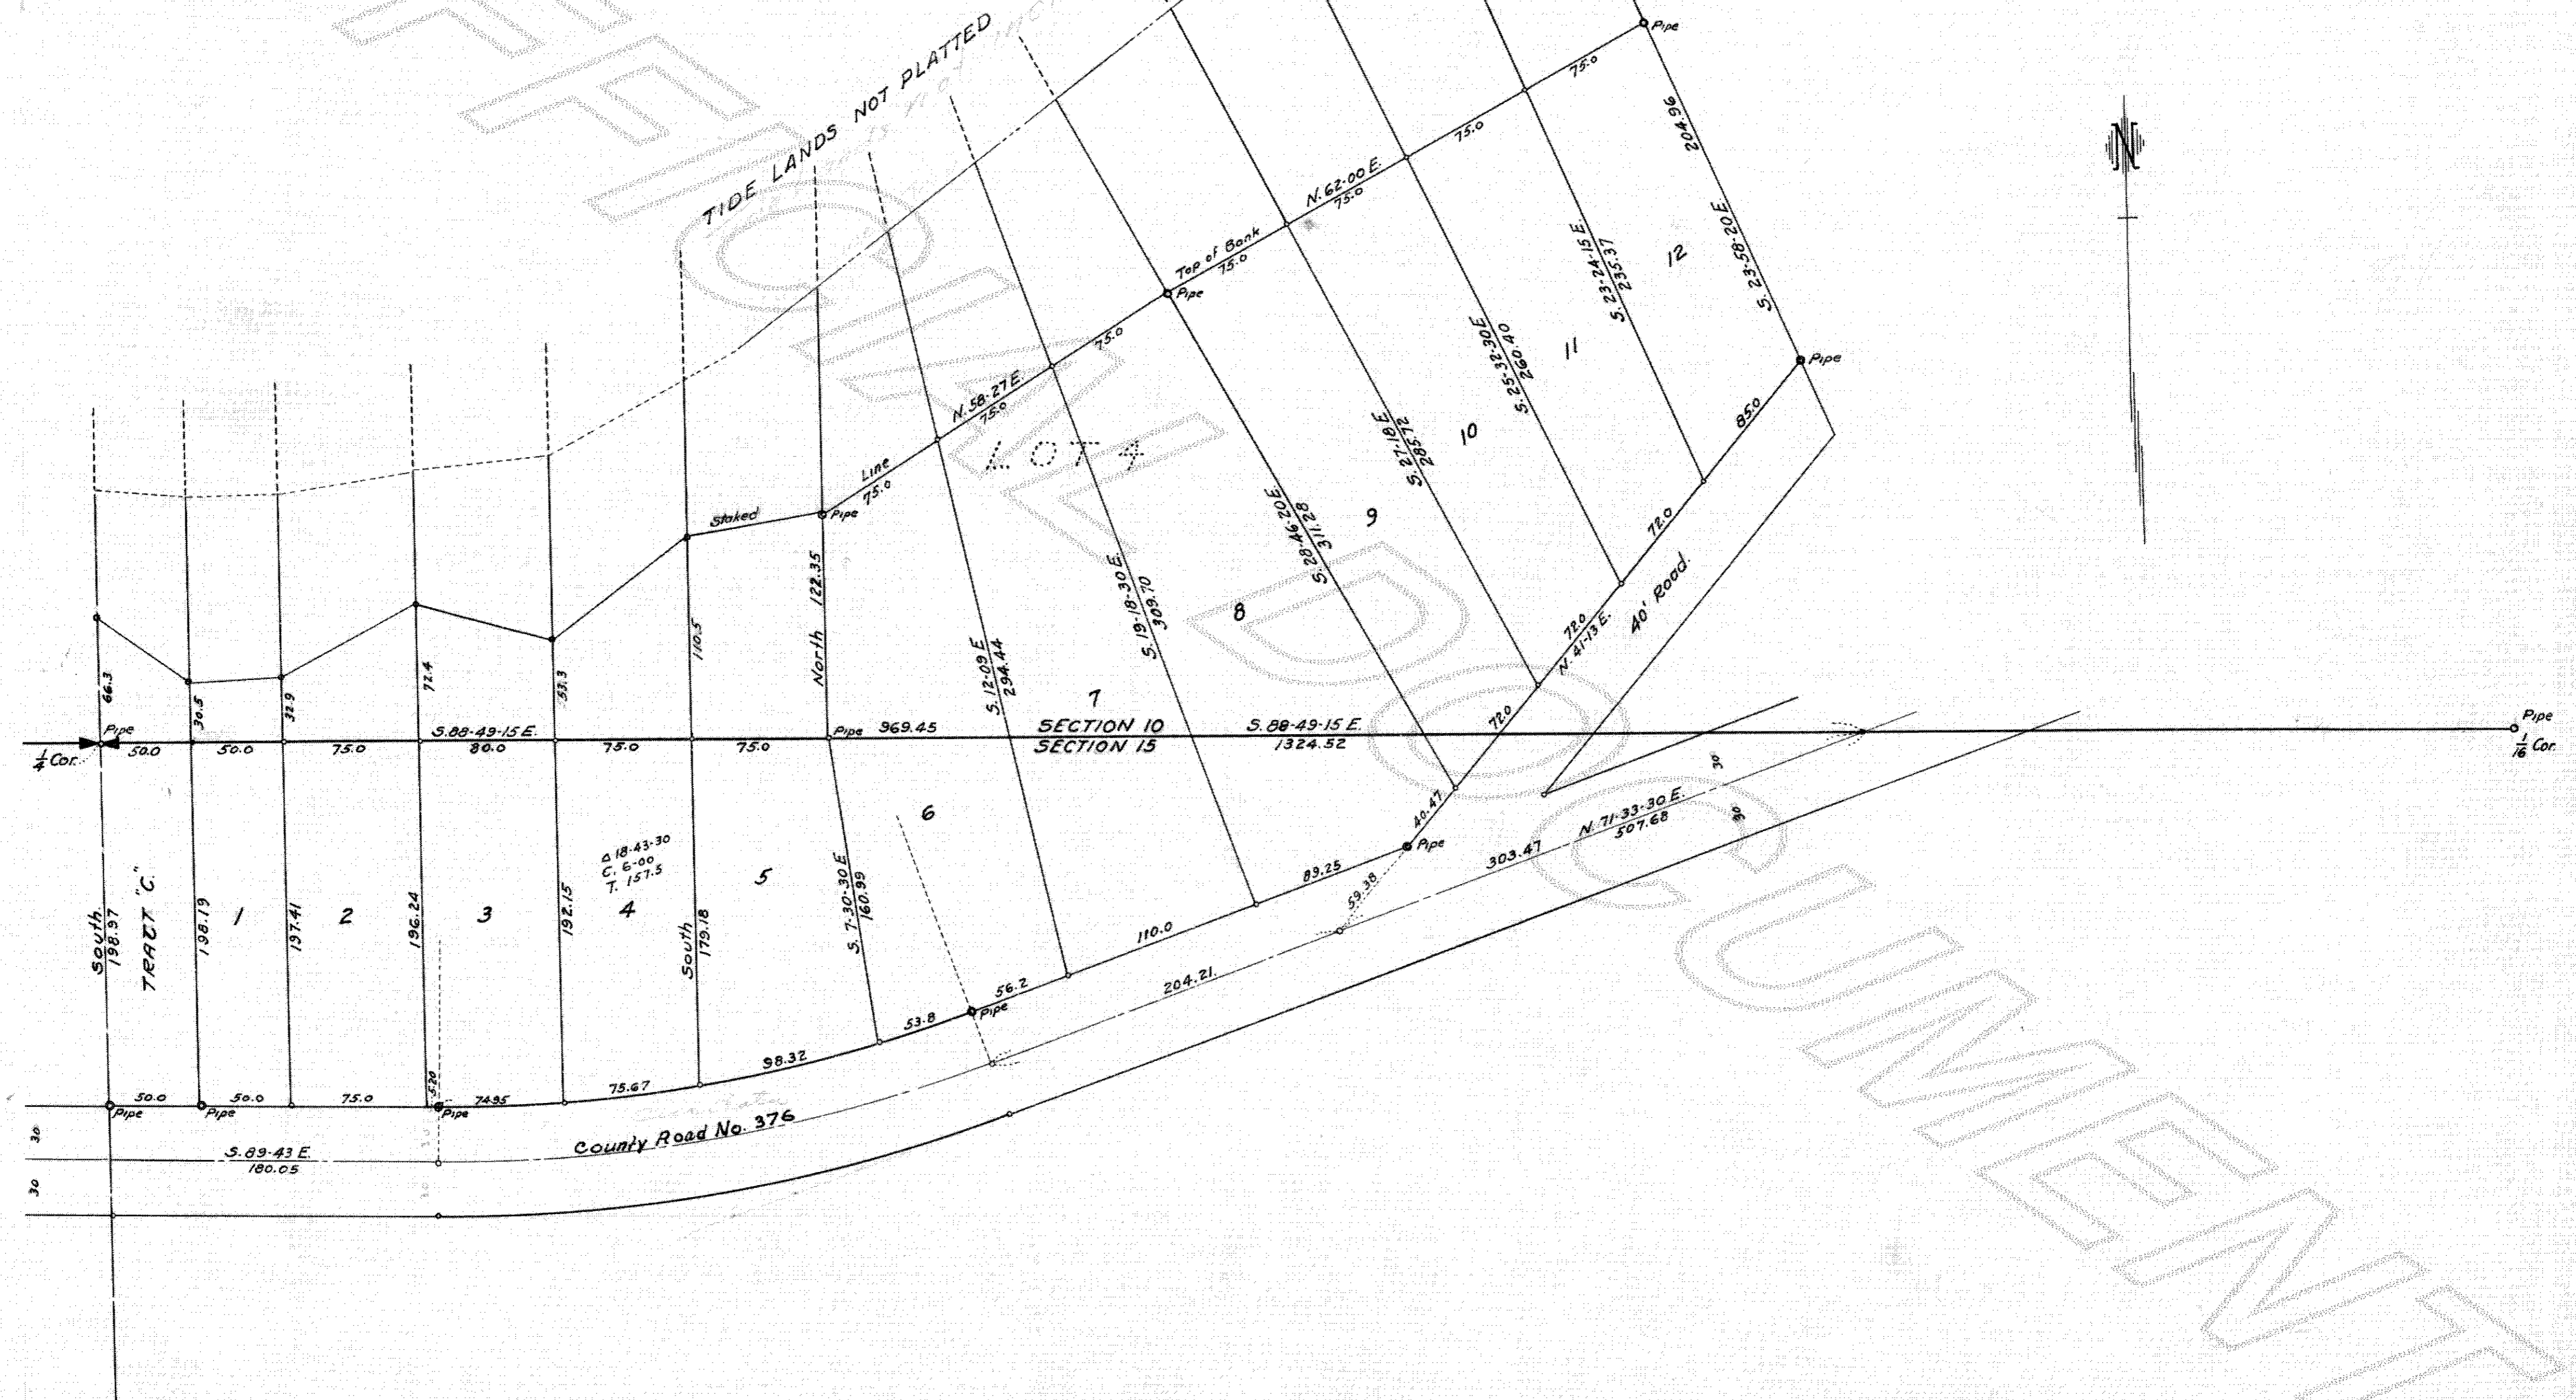 TIDE LANDS NOT PLATTED
Pipe
75.0
75.0
N. 62-00 E.
75.0
Top of Bank
75.0
Pipe
75.0
N. 58-27 E.
75.0
Line
75.0
Staked
Pipe
N
204.96
S. 23-58-20 E.
12
S. 23-24-15 E.
235.37
11
S. 25-32-30 E
260.40
10
S. 27-18 E
285.72
9
S. 28-46-20 E.
311.28
8
S. 19-18-30 E.
309.70
7
S. 12-09 E
294.44
LOT 4
Pipe
85.0
72.0
72.0
N. 41-13 E.
72.0
40' Road.
40.47
Pipe
59.38
66.3
30.5
32.9
72.4
53.3
110.5
North 122.35
1/4 Cor.
Pipe
50.0
50.0
75.0
S. 88-49-15 E.
80.0
75.0
75.0
Pipe
969.45
SECTION 10
SECTION 15
S. 88-49-15 E.
1324.52
Pipe
1/16 Cor.
South
198.97
TRACT "C."
198.19
1
197.41
2
196.24
3
192.15
Δ 18-43-30
C. 6-00
T. 157.5
4
South
179.18
5
S. 7-30-30 E
160.99
6
50.0
50.0
75.0
5.20
74.95
75.67
98.32
53.8
56.2
110.0
89.25
Pipe
Pipe
Pipe
Pipe
204.21
303.47
N. 71-33-30 E.
507.68
30
30
County Road No. 376
30
S. 89-43 E.
180.05
30
OFFICIAL DOCUMENT